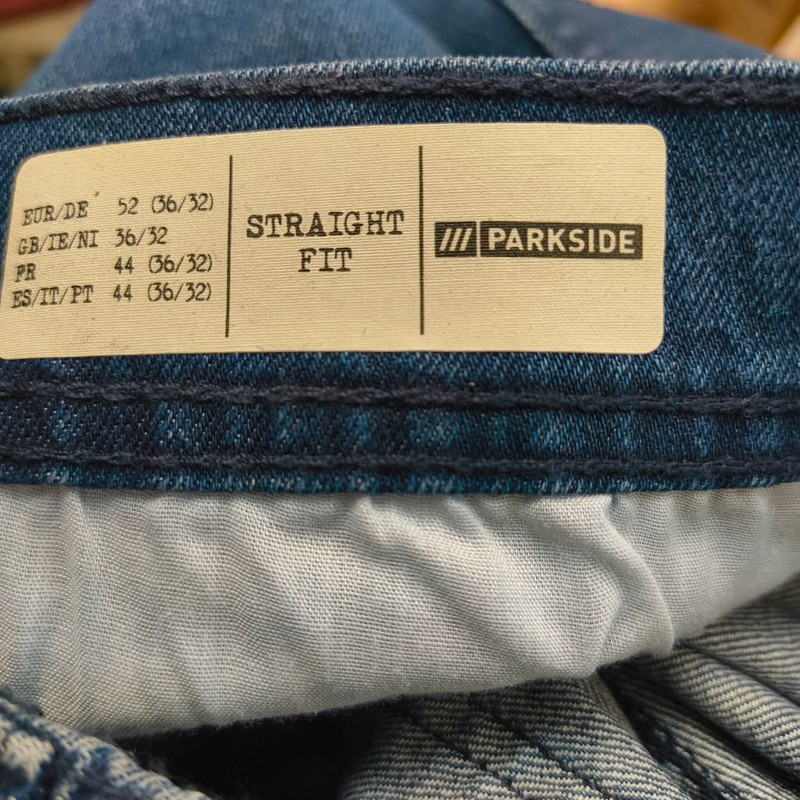 EUR/DE 52 (36/32)
GB/IE/NI 36/32
FR 44 (36/32)
ES/IT/PT 44 (36/32)
STRAIGHT
FIT
PARKSIDE